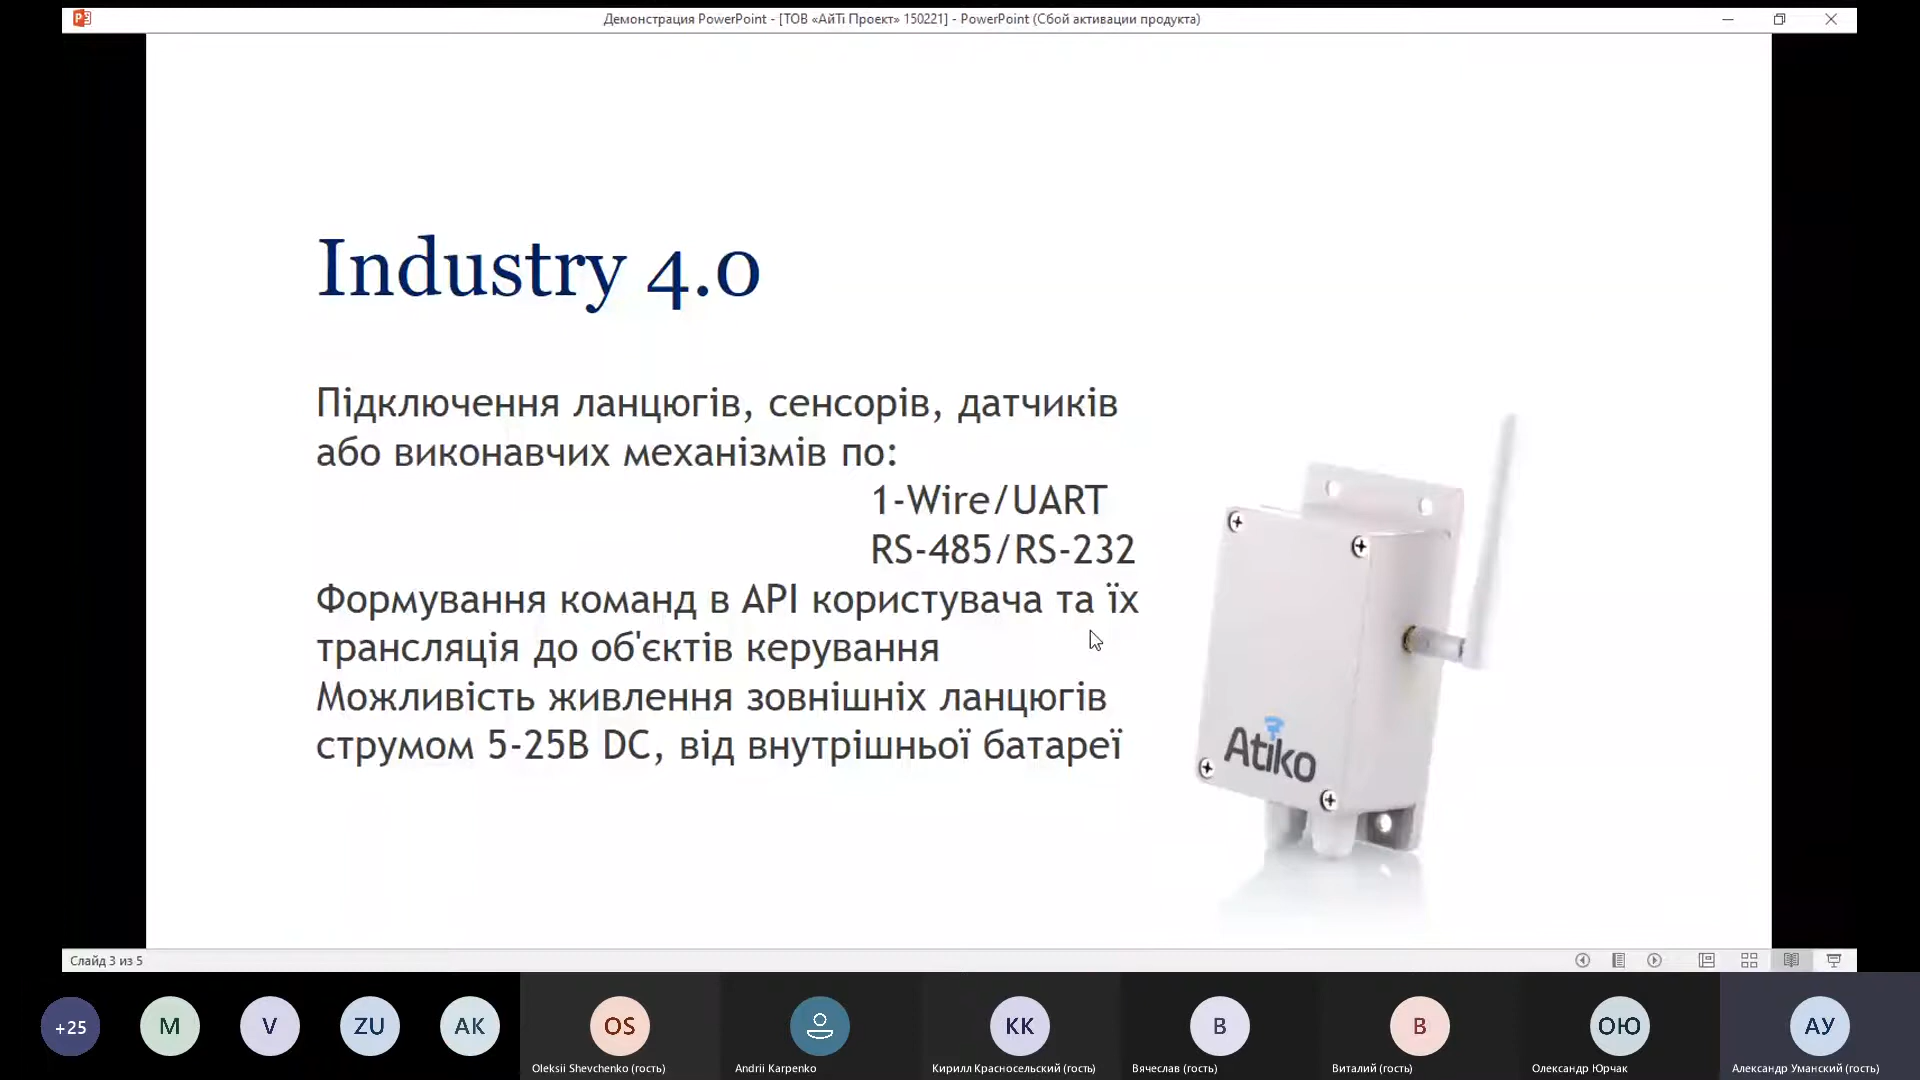 Демонстрация PowerPoint - [ТОВ «АйТі Проект» 150221] - PowerPoint (Сбой активации продукта)
Industry 4.0
Підключення ланцюгів, сенсорів, датчиків
або виконавчих механізмів по:
1-Wire/UART
RS-485/RS-232
Формування команд в API користувача та їх
трансляція до об'єктів керування
Можливість живлення зовнішніх ланцюгів
струмом 5-25В DC, від внутрішньої батареї
Atiko
Слайд 3 из 5
+25
M
V
ZU
AK
OS
KK
B
B
ОЮ
АУ
Oleksii Shevchenko (гость)
Andrii Karpenko
Кирилл Красносельский (гость)
Вячеслав (гость)
Виталий (гость)
Олександр Юрчак
Александр Уманский (гость)